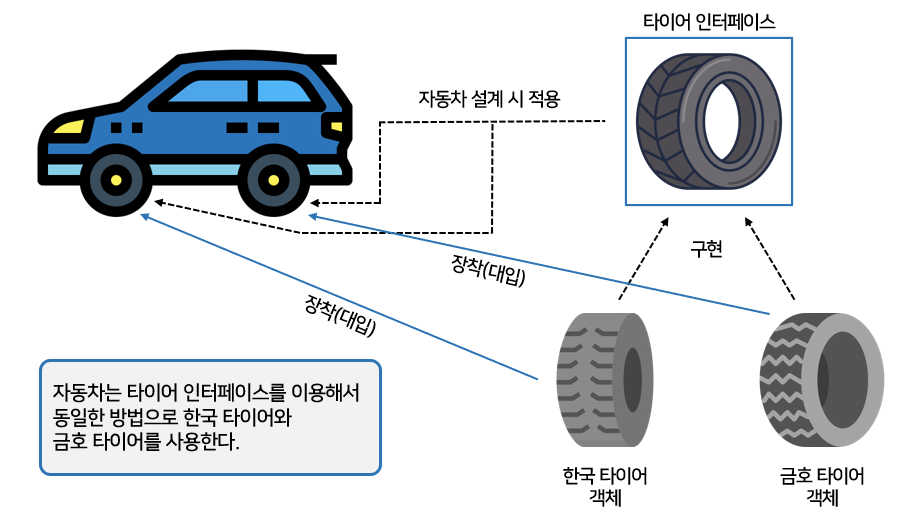 타이어 인터페이스
자동차 설계 시 적용
구현
장착(대입)
장착(대입)
자동차는 타이어 인터페이스를 이용해서
동일한 방법으로 한국 타이어와
금호 타이어를 사용한다.
한국 타이어
객체
금호 타이어
객체